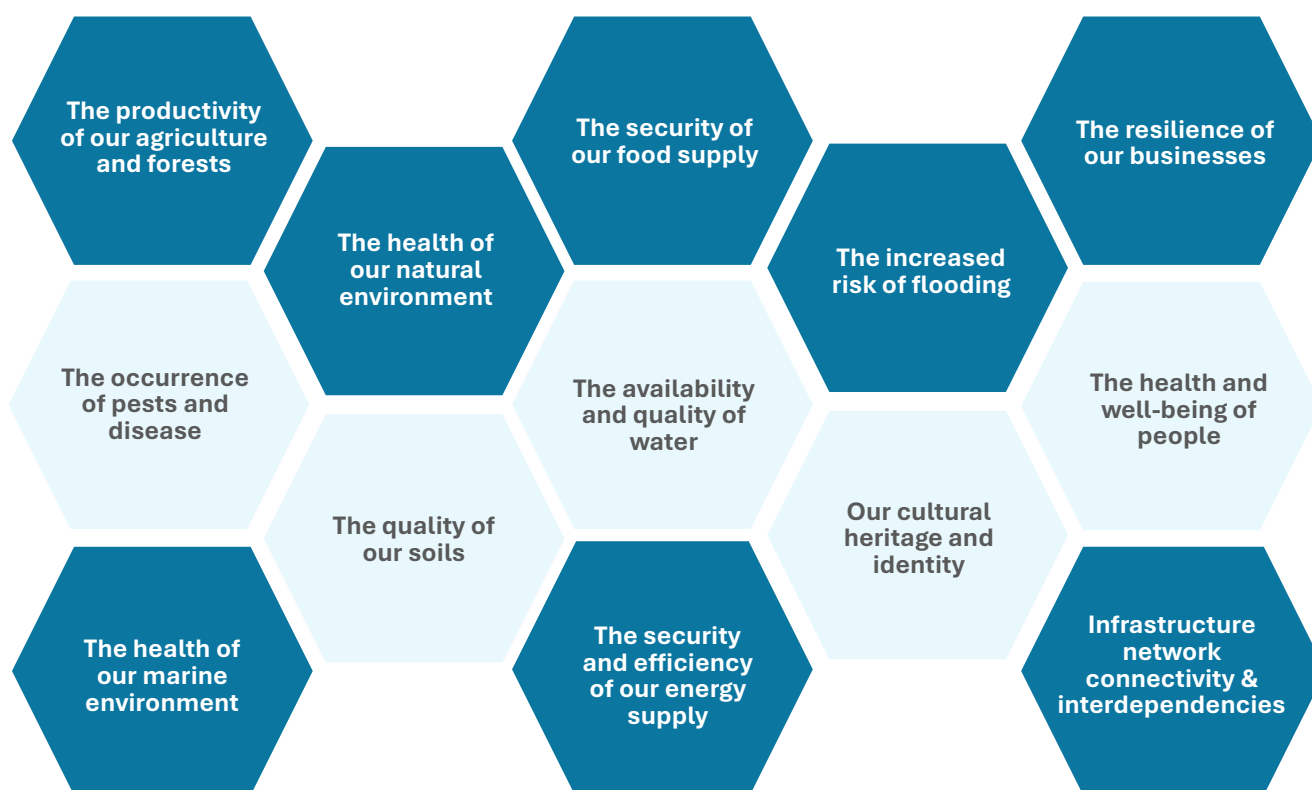 The productivity
of our agriculture
and forests
The security of
our food supply
The resilience of
our businesses
The health of
our natural
environment
The increased
risk of flooding
The occurrence
of pests and
disease
The availability
and quality of
water
The health and
well-being of
people
The quality of
our soils
Our cultural
heritage and
identity
The health of
our marine
environment
The security
and efficiency
of our energy
supply
Infrastructure
network
connectivity &
interdependencies